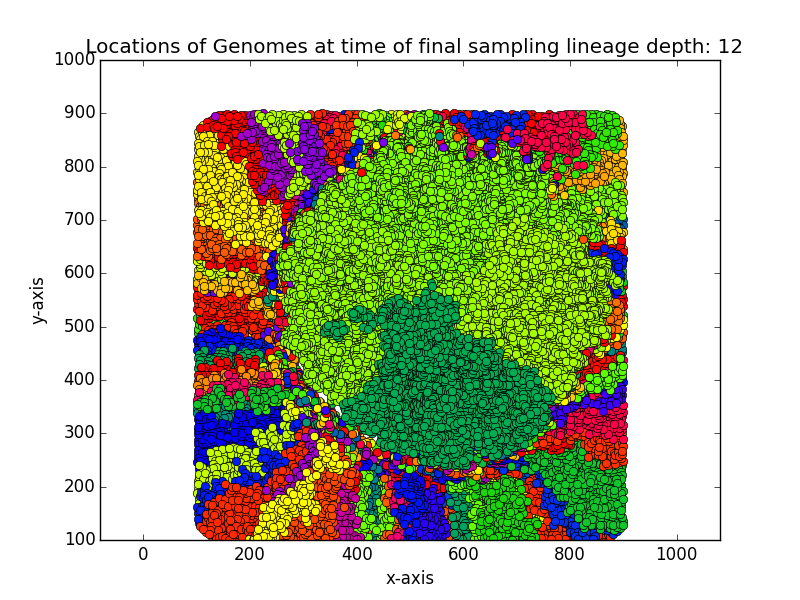 Locations of Genomes at time of final sampling lineage depth: 12
1000
900
800
700
600
500
400
300
200
100
y-axis
0 200 400 600 800 1000
x-axis